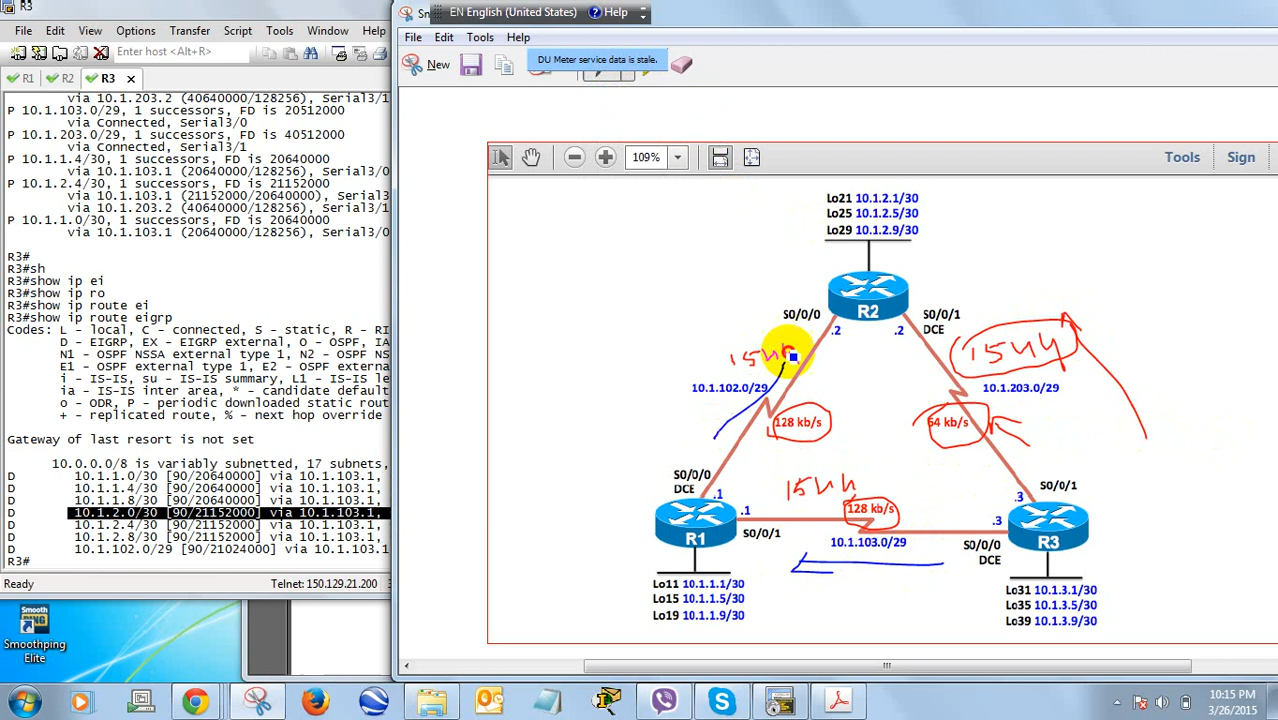 R3
File Edit View Options Transfer Script Tools Window Help
Enter host <Alt+R>
R1 R2 R3
via 10.1.203.2 (40640000/128256), Serial3/1
P 10.1.103.0/29, 1 successors, FD is 20512000
via Connected, Serial3/0
P 10.1.203.0/29, 1 successors, FD is 40512000
via Connected, Serial3/1
P 10.1.1.4/30, 1 successors, FD is 20640000
via 10.1.103.1 (20640000/128256), Serial3/0
P 10.1.2.4/30, 1 successors, FD is 21152000
via 10.1.103.1 (21152000/20640000), Serial3
via 10.1.203.2 (40640000/128256), Serial3/1
P 10.1.1.0/30, 1 successors, FD is 20640000
via 10.1.103.1 (20640000/128256), Serial3/0
R3#
R3#sh
R3#show ip ei
R3#show ip ro
R3#show ip route ei
R3#show ip route eigrp
Codes: L - local, C - connected, S - static, R - RI
D - EIGRP, EX - EIGRP external, O - OSPF, I
N1 - OSPF NSSA external type 1, N2 - OSPF N
E1 - OSPF external type 1, E2 - OSPF extern
i - IS-IS, su - IS-IS summary, L1 - IS-IS l
ia - IS-IS inter area, * - candidate default
o - ODR, P - periodic downloaded static rout
+ - replicated route, % - next hop override
Gateway of last resort is not set
10.0.0.0/8 is variably subnetted, 17 subnets,
D 10.1.1.0/30 [90/20640000] via 10.1.103.1,
D 10.1.1.4/30 [90/20640000] via 10.1.103.1,
D 10.1.1.8/30 [90/20640000] via 10.1.103.1,
D 10.1.2.0/30 [90/21152000] via 10.1.103.1,
D 10.1.2.4/30 [90/21152000] via 10.1.103.1,
D 10.1.2.8/30 [90/21152000] via 10.1.103.1,
D 10.1.102.0/29 [90/21024000] via 10.1.103.1
R3#
Ready Telnet: 150.129.21.200
Smooth
PING
Smoothping
Elite
EN English (United States) Help
File Edit Tools Help
New
DU Meter service data is stale.
109% Tools Sign
Lo21 10.1.2.1/30
Lo25 10.1.2.5/30
Lo29 10.1.2.9/30
R2
S0/0/0 S0/0/1
DCE
.2 .2
10.1.102.0/29 10.1.203.0/29
128 kb/s 64 kb/s
S0/0/0
DCE
S0/0/1
.1 .3
.1 128 kb/s .3
R1 S0/0/1 10.1.103.0/29 S0/0/0
DCE
R3
Lo11 10.1.1.1/30
Lo15 10.1.1.5/30
Lo19 10.1.1.9/30
Lo31 10.1.3.1/30
Lo35 10.1.3.5/30
Lo39 10.1.3.9/30
10:15 PM
3/26/2015